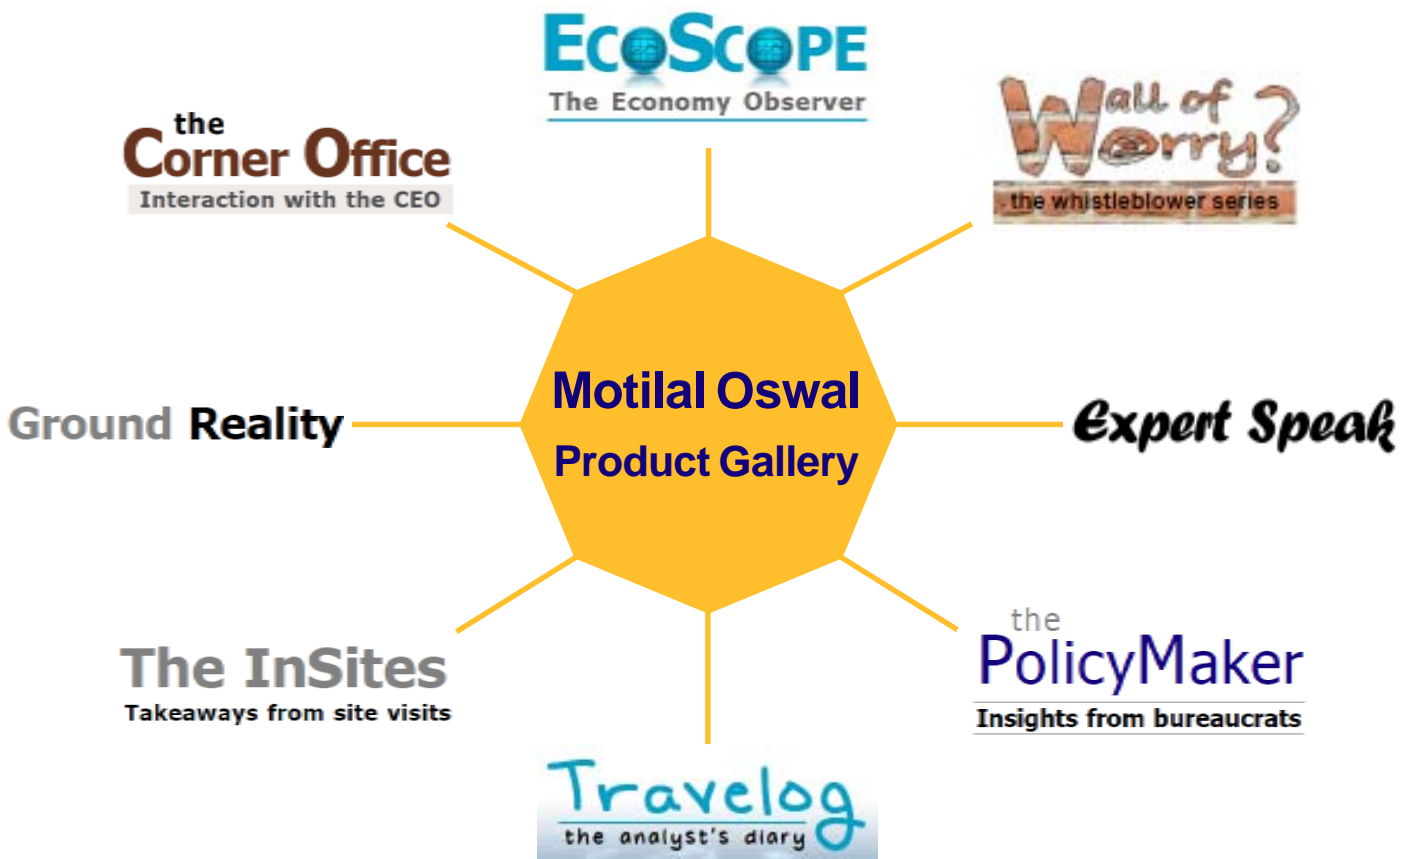 EcoScope
The Economy Observer
the
Corner Office
Interaction with the CEO
Wall of
Worry?
the whistleblower series
Motilal Oswal
Product Gallery
Ground Reality
Expert Speak
The InSites
Takeaways from site visits
the
PolicyMaker
Insights from bureaucrats
Travelog
the analyst's diary